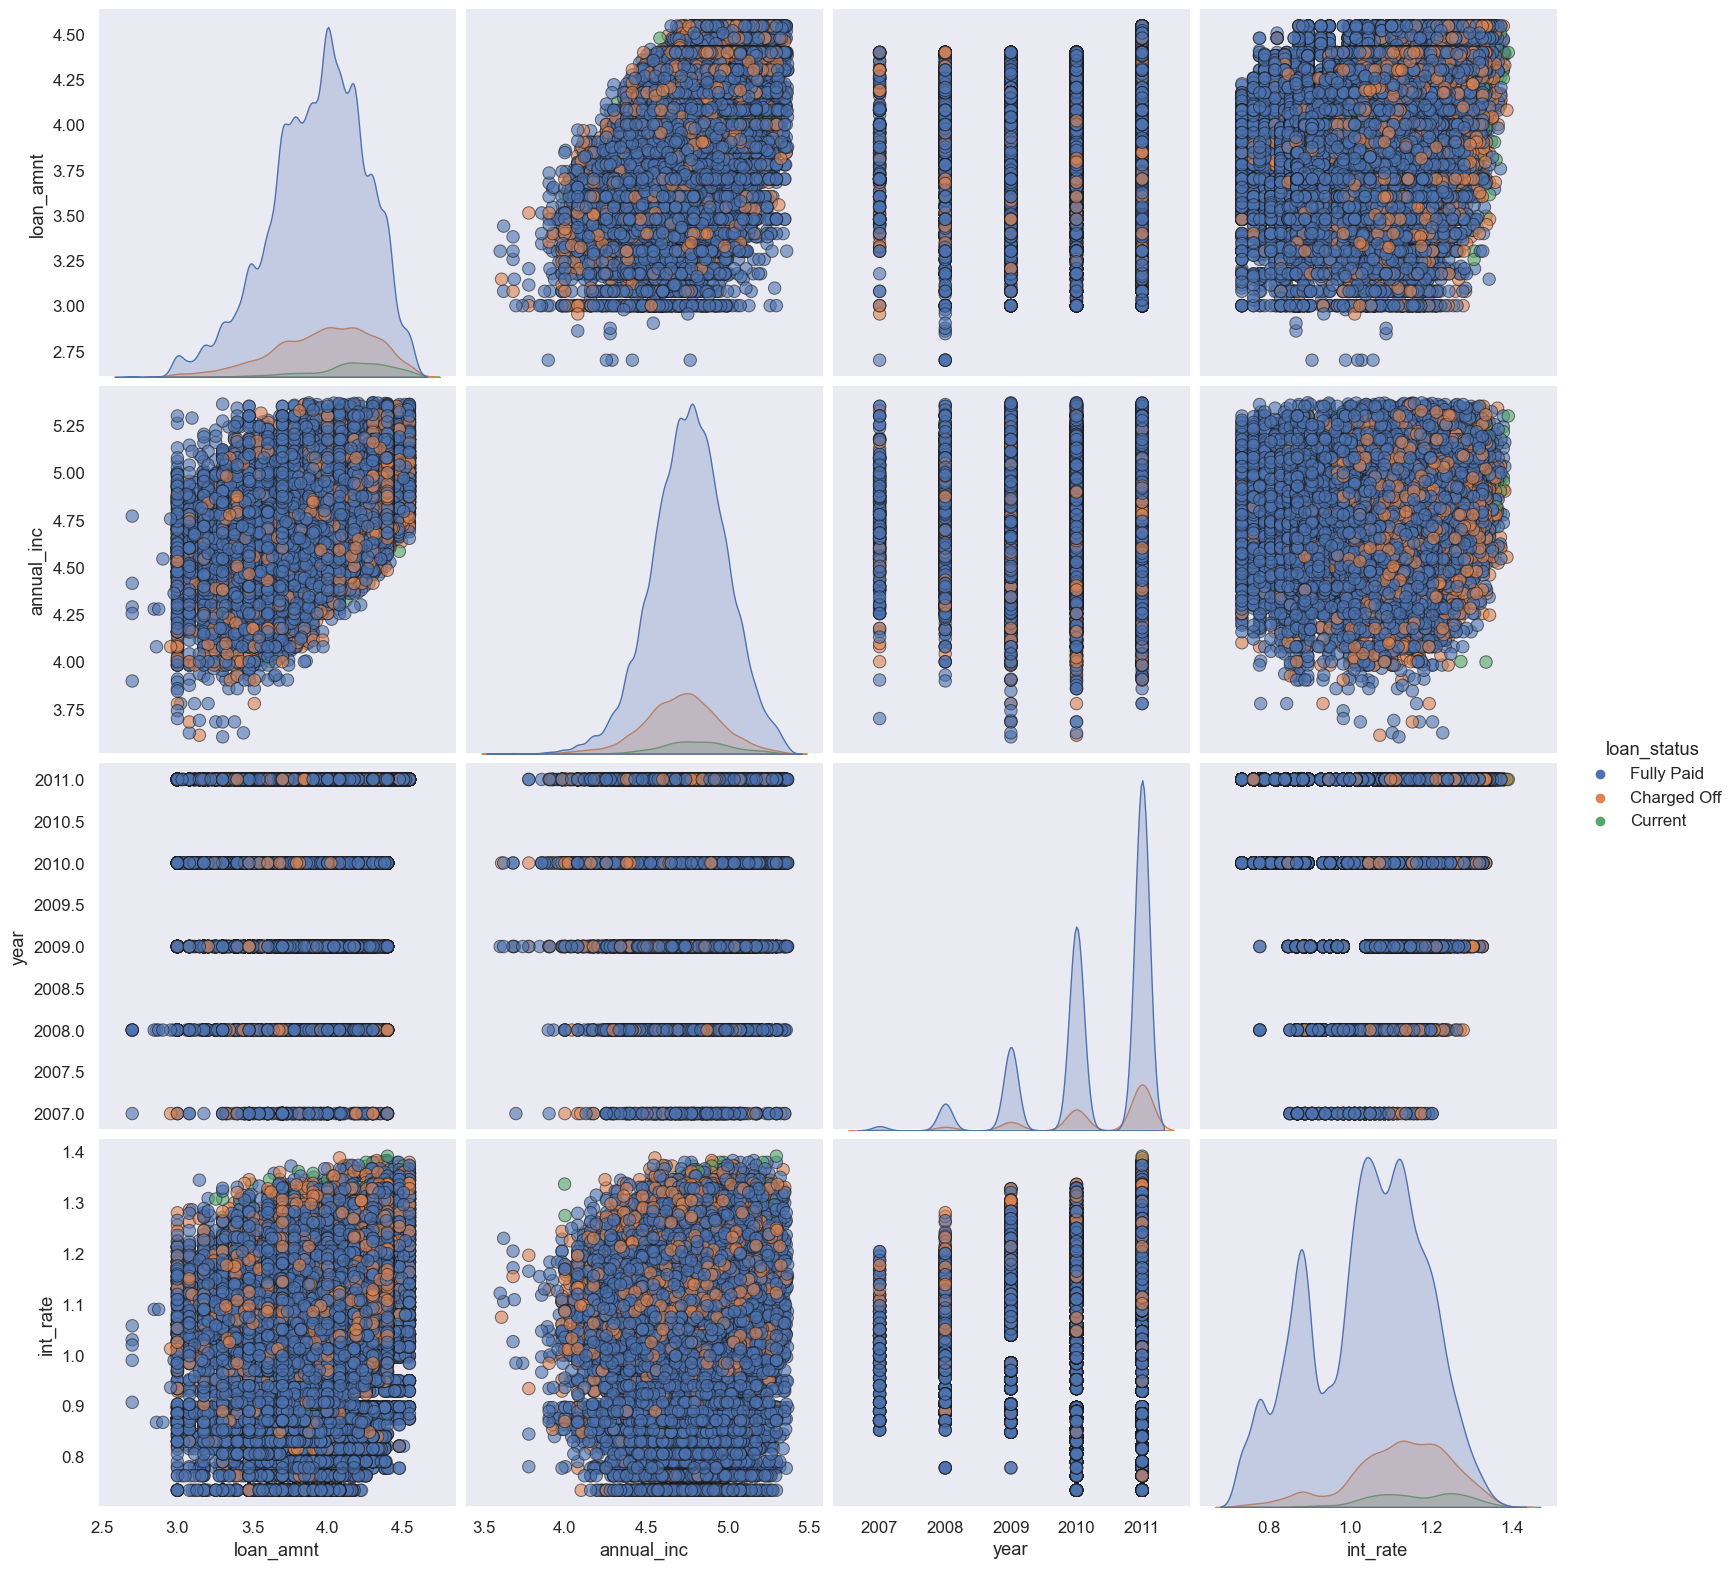 4.50
4.25
4.00
3.75
3.50
3.25
3.00
2.75
loan_amnt
5.25
5.00
4.75
4.50
4.25
4.00
3.75
annual_inc
2011.0
2010.5
2010.0
2009.5
2009.0
2008.5
2008.0
2007.5
2007.0
year
1.4
1.3
1.2
1.1
1.0
0.9
0.8
int_rate
2.5 3.0 3.5 4.0 4.5
loan_amnt
3.5 4.0 4.5 5.0 5.5
annual_inc
2007 2008 2009 2010 2011
year
0.8 1.0 1.2 1.4
int_rate
loan_status
Fully Paid
Charged Off
Current